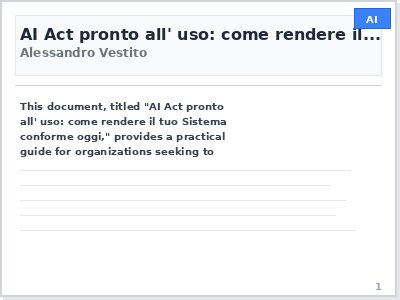 AI
AI Act pronto all' uso: come rendere il...
Alessandro Vestito
This document, titled "AI Act pronto
all' uso: come rendere il tuo Sistema
conforme oggi," provides a practical
guide for organizations seeking to
1